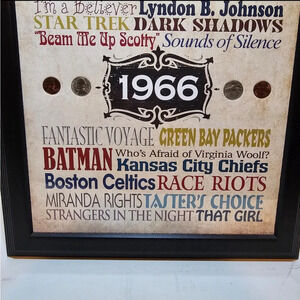 I'm a Believer Lyndon B. Johnson
STAR TREK DARK SHADOWS
"Beam Me Up Scotty" Sounds of Silence
1966
FANTASTIC VOYAGE GREEN BAY PACKERS
BATMAN Who's Afraid of Virginia Woolf?
Kansas City Chiefs
Boston Celtics RACE RIOTS
MIRANDA RIGHTS TASTER'S CHOICE
STRANGERS IN THE NIGHT THAT GIRL